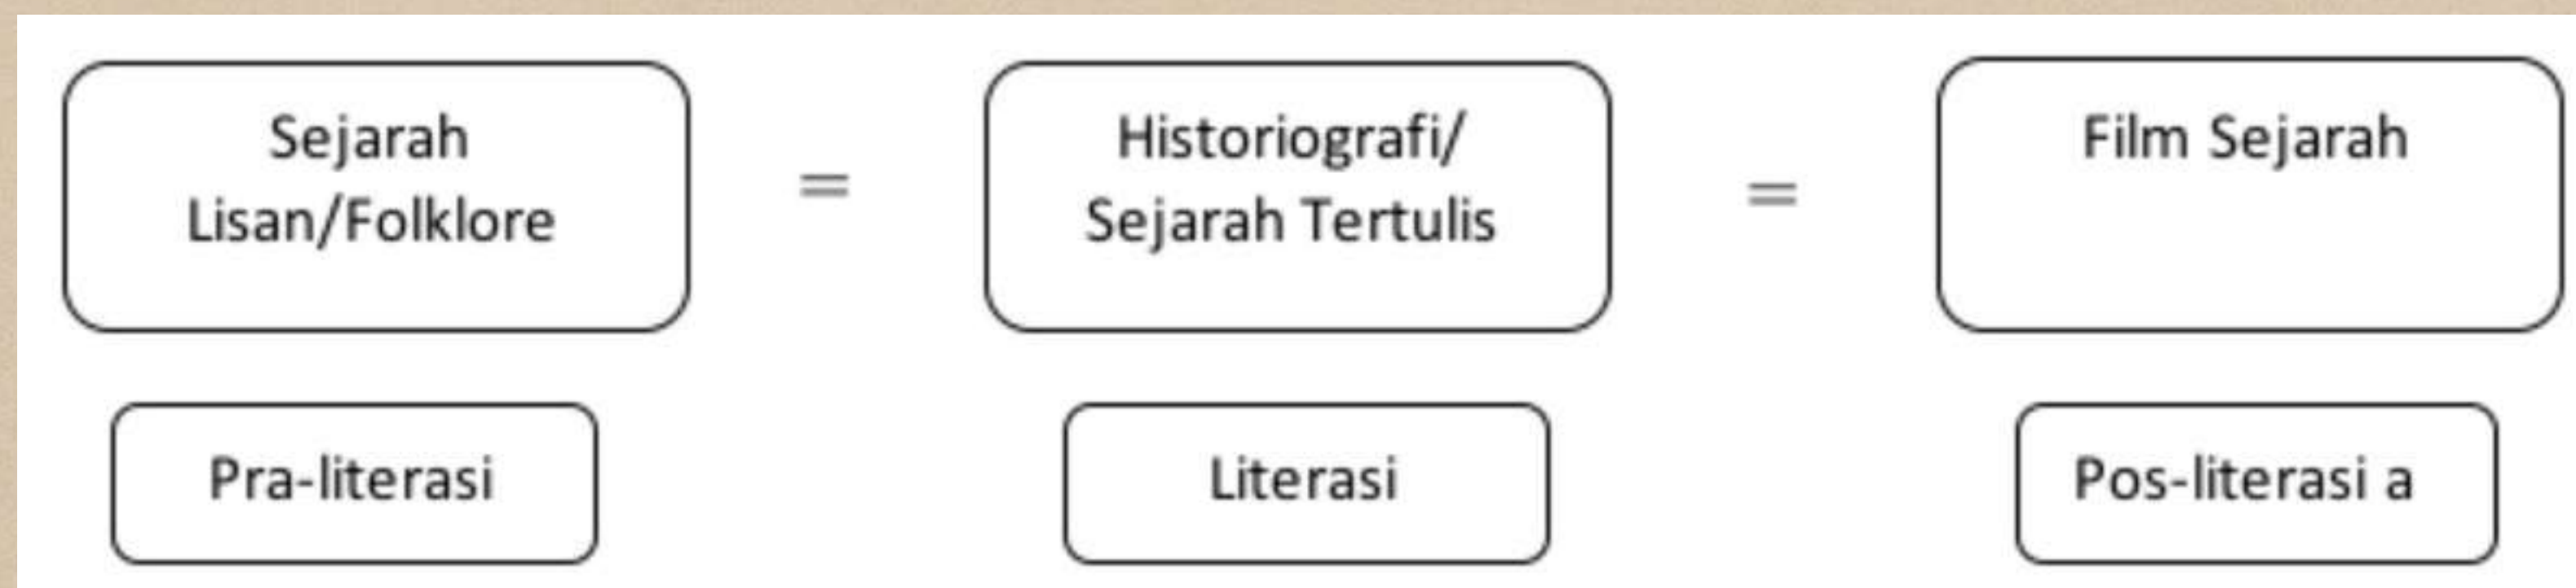 Sejarah
Lisan/Folklore
=
Historiografi/
Sejarah Tertulis
=
Film Sejarah
Pra-literasi
Literasi
Pos-literasi a